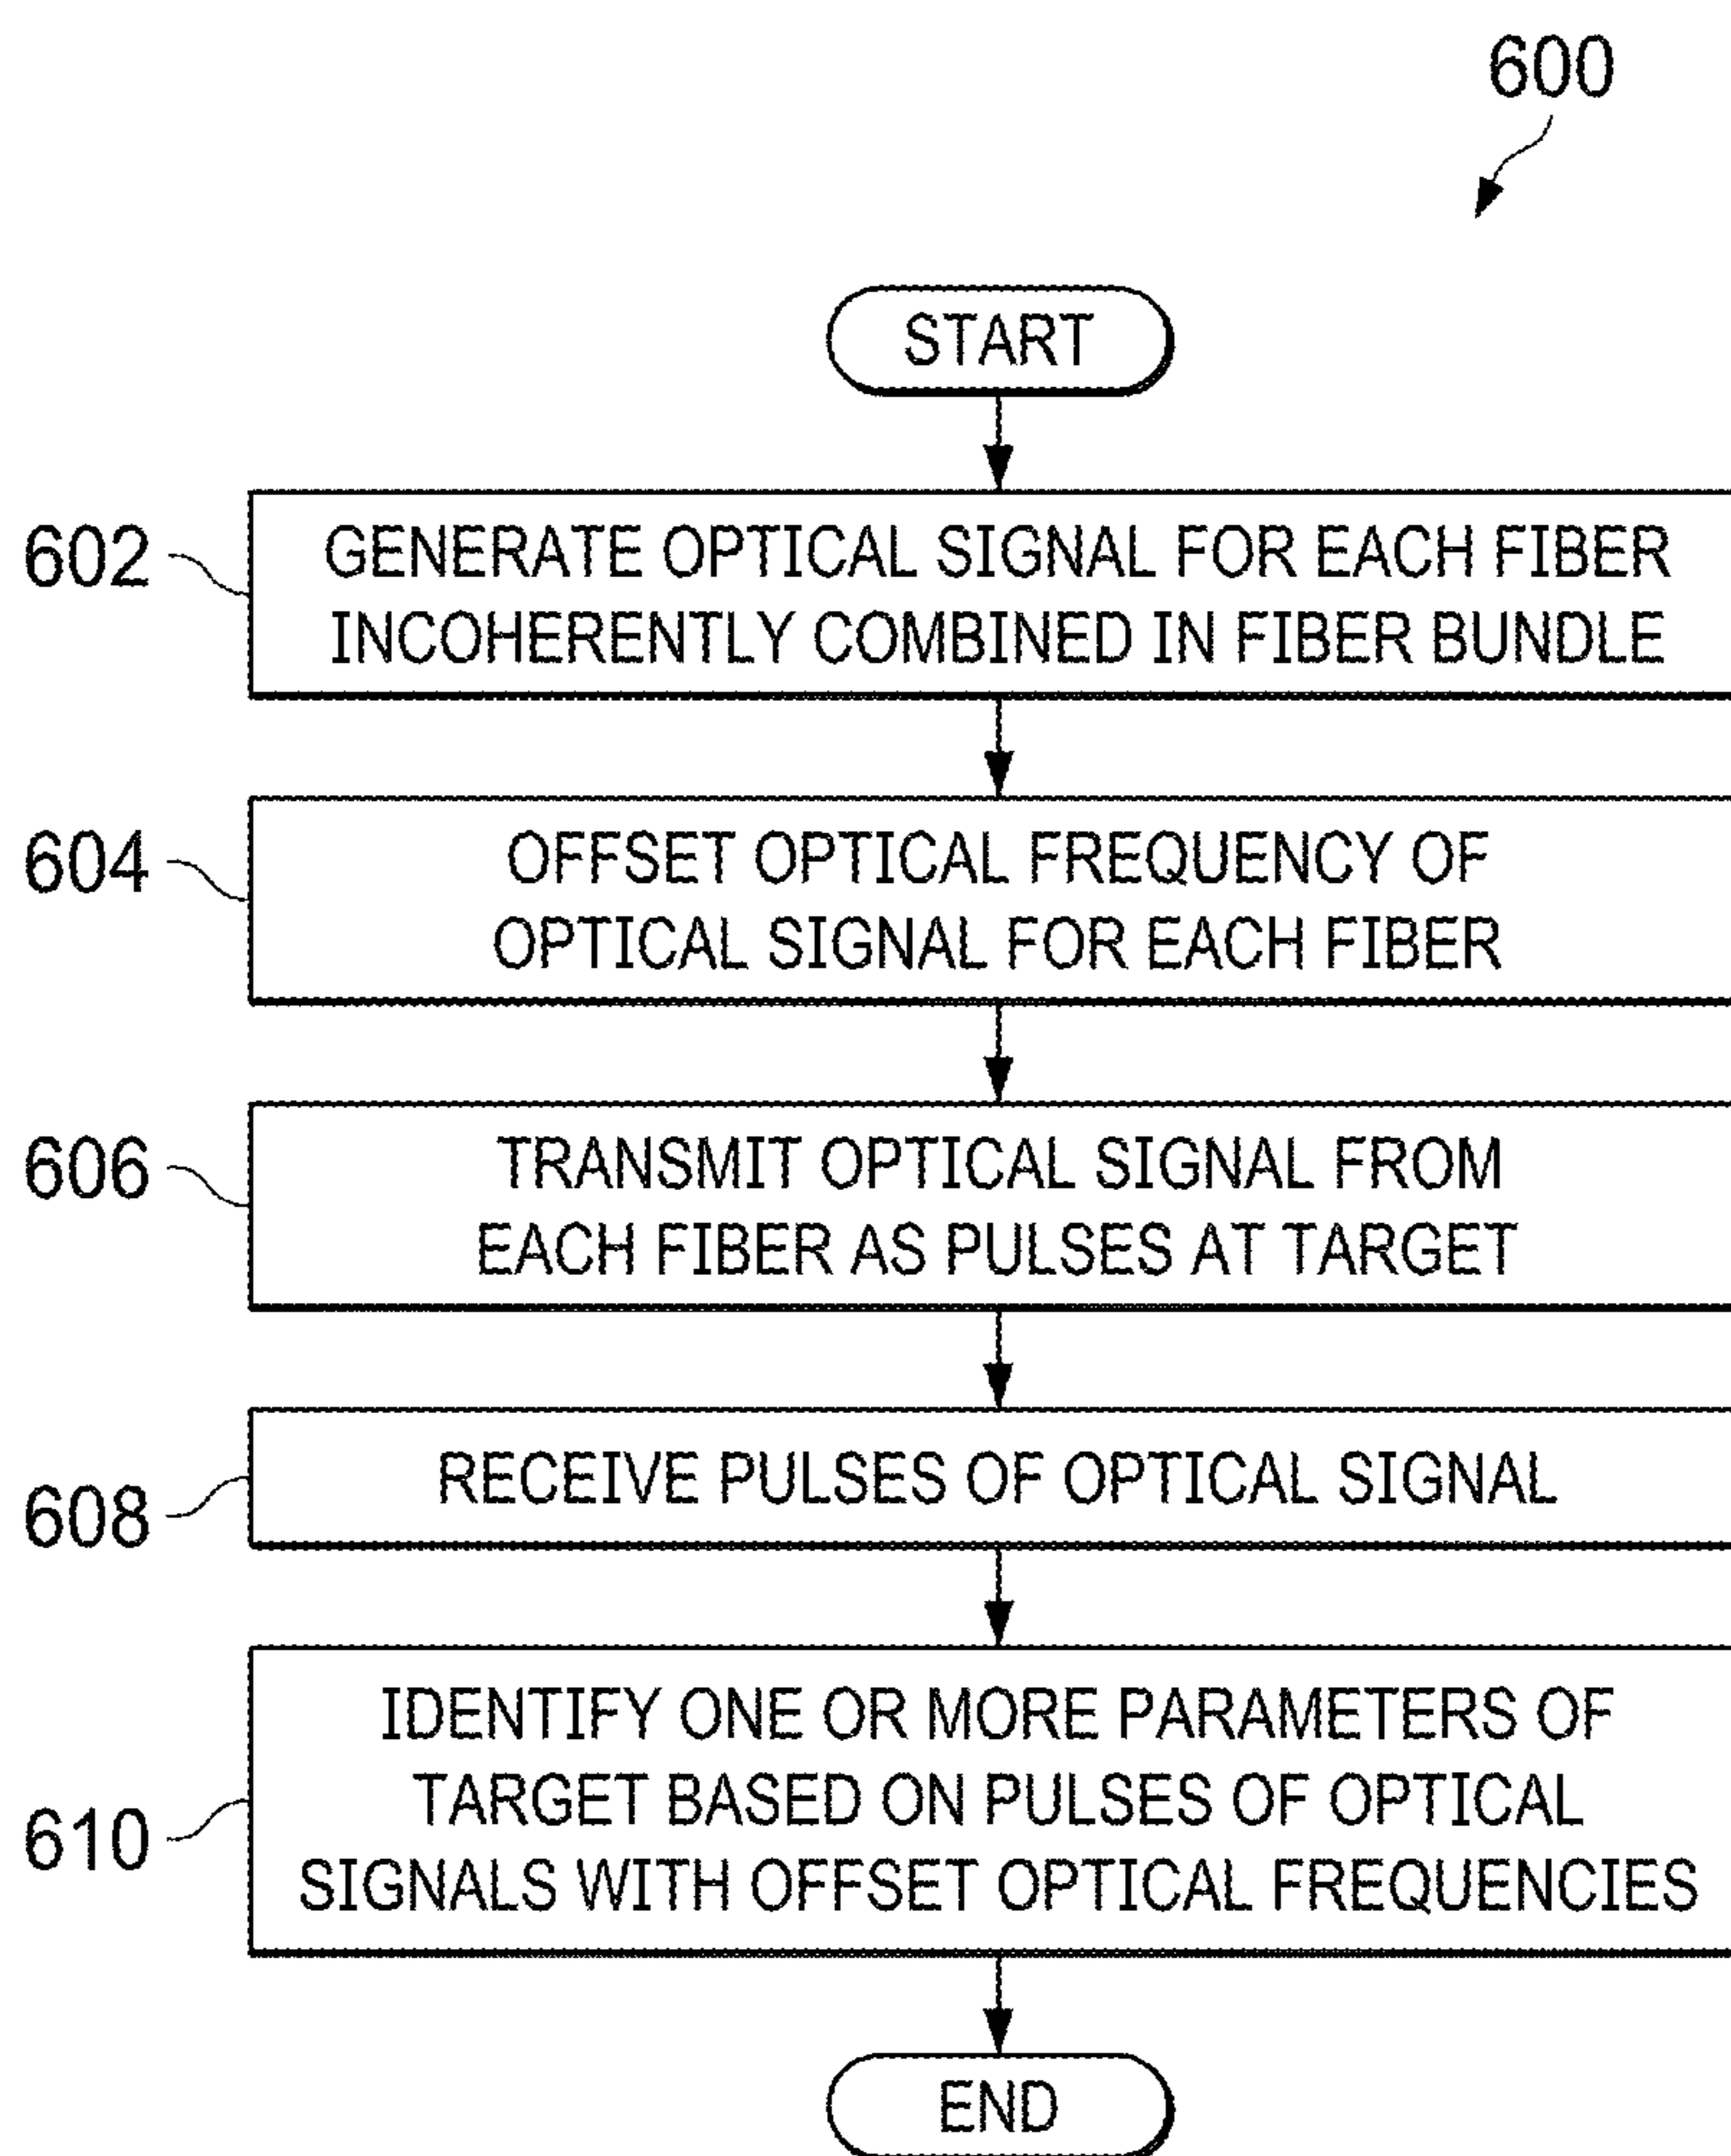 600
START
602
GENERATE OPTICAL SIGNAL FOR EACH FIBER
INCOHERENTLY COMBINED IN FIBER BUNDLE
604
OFFSET OPTICAL FREQUENCY OF
OPTICAL SIGNAL FOR EACH FIBER
606
TRANSMIT OPTICAL SIGNAL FROM
EACH FIBER AS PULSES AT TARGET
608
RECEIVE PULSES OF OPTICAL SIGNAL
610
IDENTIFY ONE OR MORE PARAMETERS OF
TARGET BASED ON PULSES OF OPTICAL
SIGNALS WITH OFFSET OPTICAL FREQUENCIES
END